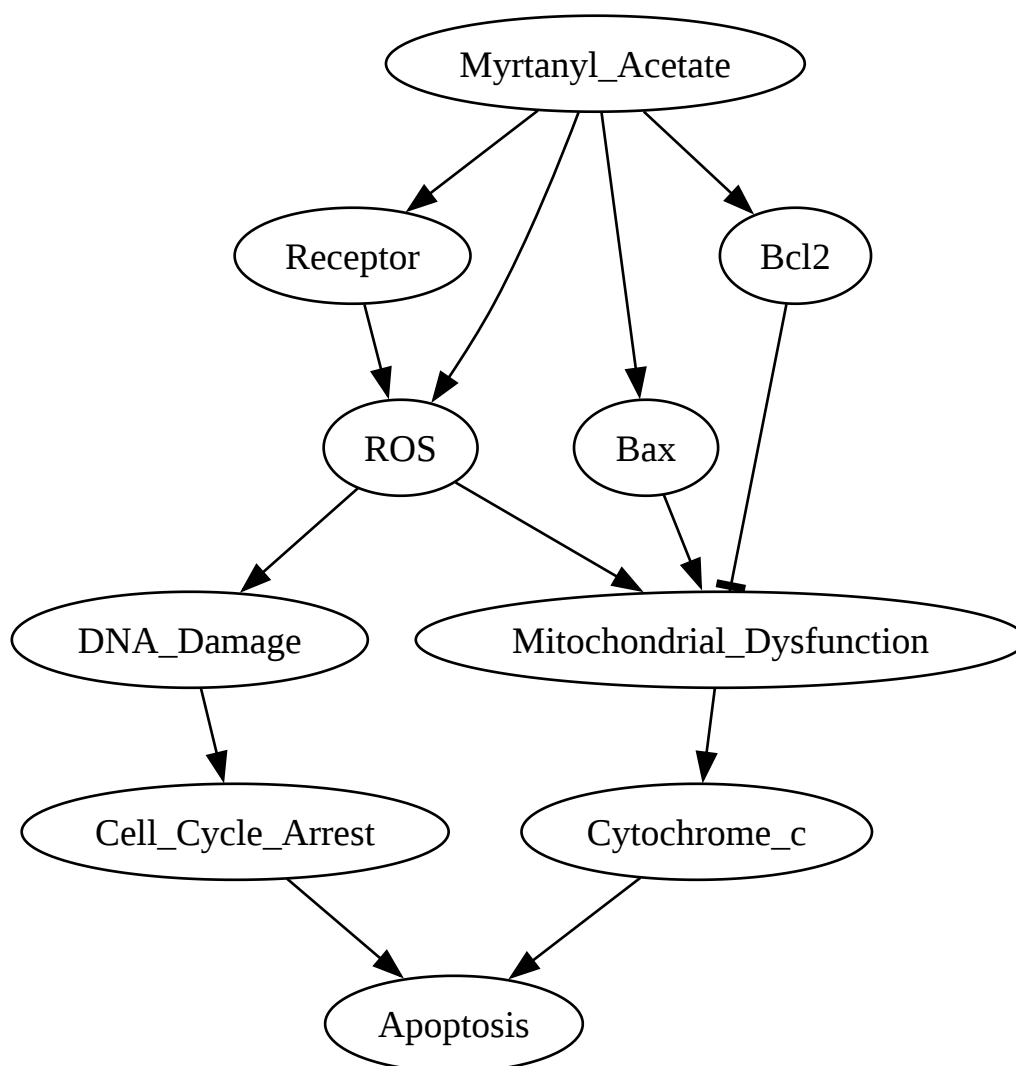 Myrtanyl_Acetate
Receptor
Bcl2
ROS
Bax
DNA_Damage
Mitochondrial_Dysfunction
Cell_Cycle_Arrest
Cytochrome_c
Apoptosis